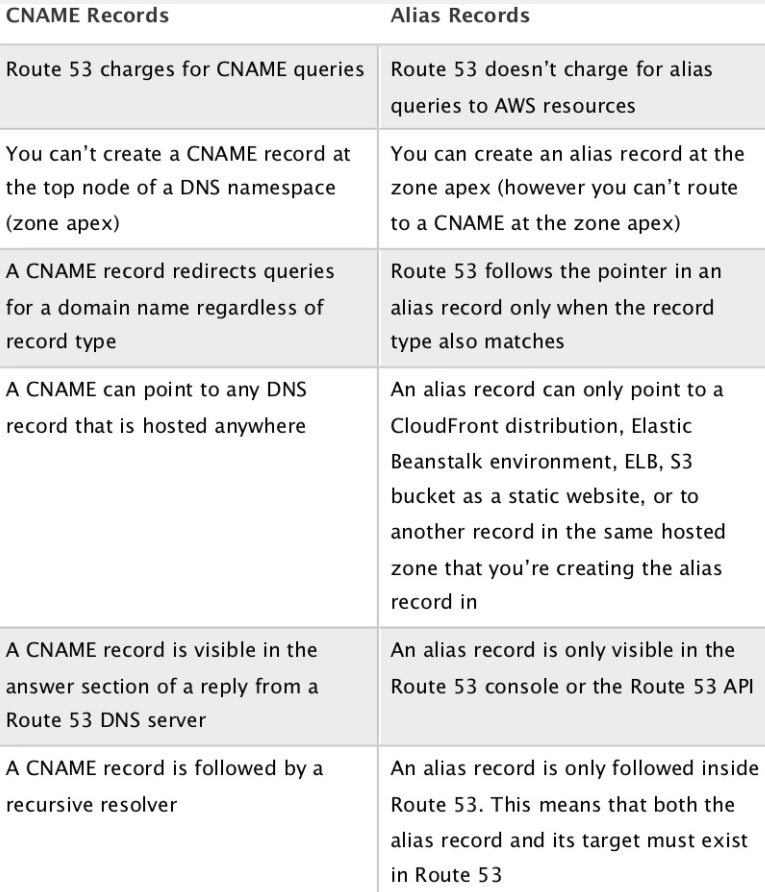 CNAME Records
Alias Records
Route 53 charges for CNAME queries
Route 53 doesn’t charge for alias
queries to AWS resources
You can’t create a CNAME record at
the top node of a DNS namespace
(zone apex)
You can create an alias record at the
zone apex (however you can’t route
to a CNAME at the zone apex)
A CNAME record redirects queries
for a domain name regardless of
record type
Route 53 follows the pointer in an
alias record only when the record
type also matches
A CNAME can point to any DNS
record that is hosted anywhere
An alias record can only point to a
CloudFront distribution, Elastic
Beanstalk environment, ELB, S3
bucket as a static website, or to
another record in the same hosted
zone that you’re creating the alias
record in
A CNAME record is visible in the
answer section of a reply from a
Route 53 DNS server
An alias record is only visible in the
Route 53 console or the Route 53 API
A CNAME record is followed by a
recursive resolver
An alias record is only followed inside
Route 53. This means that both the
alias record and its target must exist
in Route 53